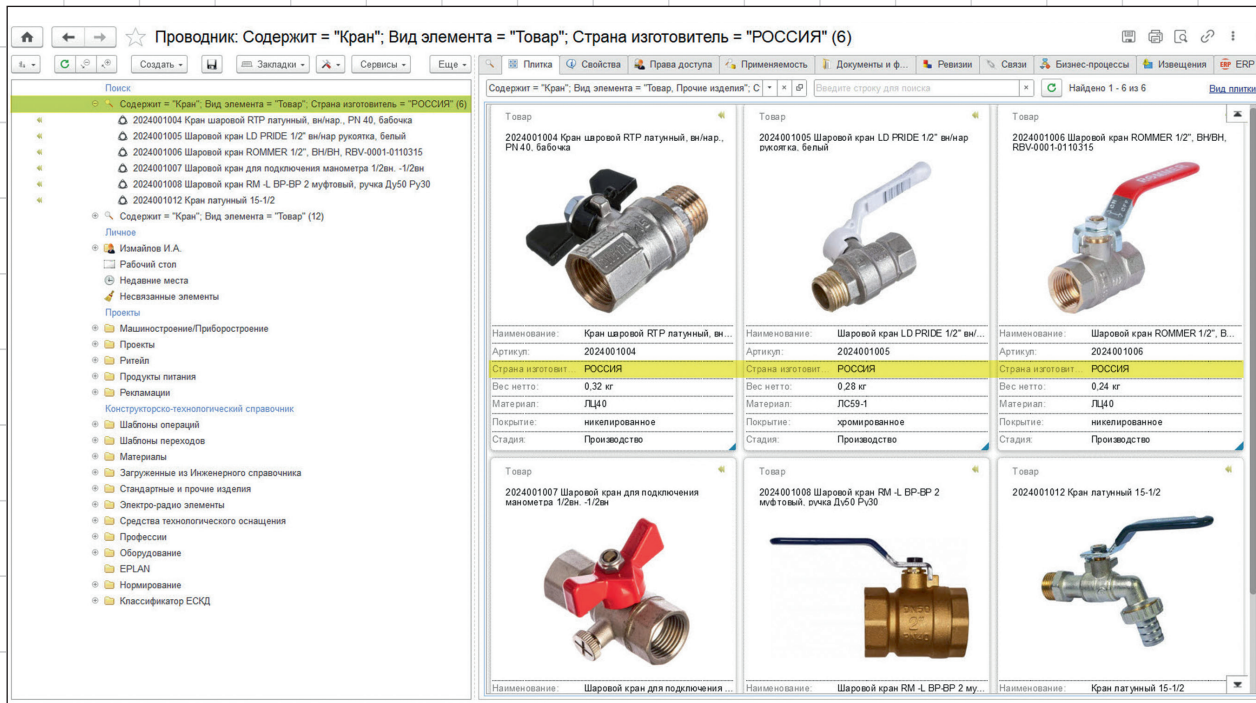 Проводник: Содержит = "Кран"; Вид элемента = "Товар"; Страна изготовитель = "РОССИЯ" (6)
Создать
Закладки
Сервисы
Еще
Плитка
Свойства
Права доступа
Применяемость
Документы и ф...
Ревизии
Связи
Бизнес-процессы
Извещения
ERP ERP
Поиск
Содержит = "Кран"; Вид элемента = "Товар"; Страна изготовитель = "РОССИЯ" (6)
2024001004 Кран шаровой RTP латунный, вн/нар., PN 40, бабочка
2024001005 Шаровой кран LD PRIDE 1/2" вн/нар рукоятка, белый
2024001006 Шаровой кран ROMMER 1/2", ВН/ВН, RBV-0001-0110315
2024001007 Шаровой кран для подключения манометра 1/2вн. -1/2вн
2024001008 Шаровой кран RM -L ВР-ВР 2 муфтовый, ручка Ду50 Ру30
2024001012 Кран латунный 15-1/2
Содержит = "Кран"; Вид элемента = "Товар" (12)
Личное
Измайлов И.А.
Рабочий стол
Недавние места
Несвязанные элементы
Проекты
Машиностроение/Приборостроение
Проекты
Ритейл
Продукты питания
Рекламации
Конструкторско-технологический справочник
Шаблоны операций
Шаблоны переходов
Материалы
Загруженные из Инженерного справочника
Стандартные и прочие изделия
Электро-радио элементы
Средства технологического оснащения
Профессии
Оборудование
EPLAN
Нормирование
Классификатор ЕСКД
Содержит = "Кран"; Вид элемента = "Товар, Прочие изделия"; С
Введите строку для поиска
Найдено 1 - 6 из 6
Вид плитки
Товар
2024001004 Кран шаровой RTP латунный, вн/нар.,
PN 40, бабочка
Наименование: Кран шаровой RTP латунный, вн...
Артикул: 2024001004
Страна изготовит... РОССИЯ
Вес нетто: 0,32 кг
Материал: ЛЦ40
Покрытие: никелированное
Стадия: Производство
Товар
2024001005 Шаровой кран LD PRIDE 1/2" вн/нар
рукоятка, белый
Наименование: Шаровой кран LD PRIDE 1/2" вн/...
Артикул: 2024001005
Страна изготовит... РОССИЯ
Вес нетто: 0,28 кг
Материал: ЛС59-1
Покрытие: хромированное
Стадия: Производство
Товар
2024001006 Шаровой кран ROMMER 1/2", ВН/ВН,
RBV-0001-0110315
ROMMER
Наименование: Шаровой кран ROMMER 1/2", В...
Артикул: 2024001006
Страна изготовит... РОССИЯ
Вес нетто: 0,24 кг
Материал: ЛЦ40
Покрытие: никелированное
Стадия: Производство
Товар
2024001007 Шаровой кран для подключения
манометра 1/2вн. -1/2вн
Наименование: Шаровой кран для подключения ...
Товар
2024001008 Шаровой кран RM -L ВР-ВР 2
муфтовый, ручка Ду50 Ру30
DN50
2"
Наименование: Шаровой кран RM -L ВР-ВР 2 му...
Товар
2024001012 Кран латунный 15-1/2
Наименование: Кран латунный 15-1/2